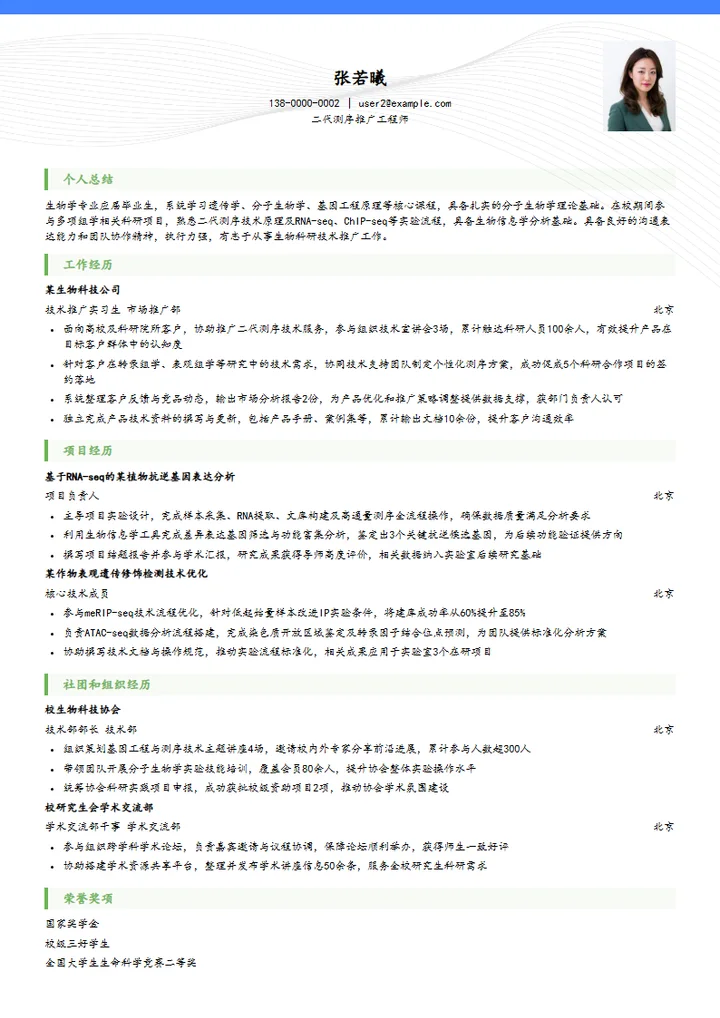 张若曦
138-0000-0002 | user2@example.com
二代测序推广工程师
个人总结
生物学专业应届毕业生，系统学习遗传学、分子生物学、基因工程原理等核心课程，具备扎实的分子生物学理论基础。在校期间参
与多项组学相关科研项目，熟悉二代测序技术原理及RNA-seq、ChIP-seq等实验流程，具备生物信息学分析基础。具备良好的沟通表
达能力和团队协作精神，执行力强，有志于从事生物科研技术推广工作。
工作经历
某生物科技公司
技术推广实习生 市场推广部 北京
• 面向高校及科研院所客户，协助推广二代测序技术服务，参与组织技术宣讲会3场，累计触达科研人员100余人，有效提升产品在
目标客户群体中的认知度
• 针对客户在转录组学、表观组学等研究中的技术需求，协同技术支持团队制定个性化测序方案，成功促成5个科研合作项目的签
约落地
• 系统整理客户反馈与竞品动态，输出市场分析报告2份，为产品优化和推广策略调整提供数据支撑，获部门负责人认可
• 独立完成产品技术资料的撰写与更新，包括产品手册、案例集等，累计输出文档10余份，提升客户沟通效率
项目经历
基于RNA-seq的某植物抗逆基因表达分析
项目负责人 北京
• 主导项目实验设计，完成样本采集、RNA提取、文库构建及高通量测序全流程操作，确保数据质量满足分析要求
• 利用生物信息学工具完成差异表达基因筛选与功能富集分析，鉴定出3个关键抗逆候选基因，为后续功能验证提供方向
• 撰写项目结题报告并参与学术汇报，研究成果获得导师高度评价，相关数据纳入实验室后续研究基础
某作物表观遗传修饰检测技术优化
核心技术成员 北京
• 参与meRIP-seq技术流程优化，针对低起始量样本改进IP实验条件，将建库成功率从60%提升至85%
• 负责ATAC-seq数据分析流程搭建，完成染色质开放区域鉴定及转录因子结合位点预测，为团队提供标准化分析方案
• 协助撰写技术文档与操作规范，推动实验流程标准化，相关成果应用于实验室3个在研项目
社团和组织经历
校生物科技协会
技术部部长 技术部 北京
• 组织策划基因工程与测序技术主题讲座4场，邀请校内外专家分享前沿进展，累计参与人数超300人
• 带领团队开展分子生物学实验技能培训，覆盖会员80余人，提升协会整体实验操作水平
• 统筹协会科研实践项目申报，成功获批校级资助项目2项，推动协会学术氛围建设
校研究生会学术交流部
学术交流部干事 学术交流部 北京
• 参与组织跨学科学术论坛，负责嘉宾邀请与议程协调，保障论坛顺利举办，获得师生一致好评
• 协助搭建学术资源共享平台，整理并发布学术讲座信息50余条，服务全校研究生科研需求
荣誉奖项
国家奖学金
校级三好学生
全国大学生生命科学竞赛二等奖